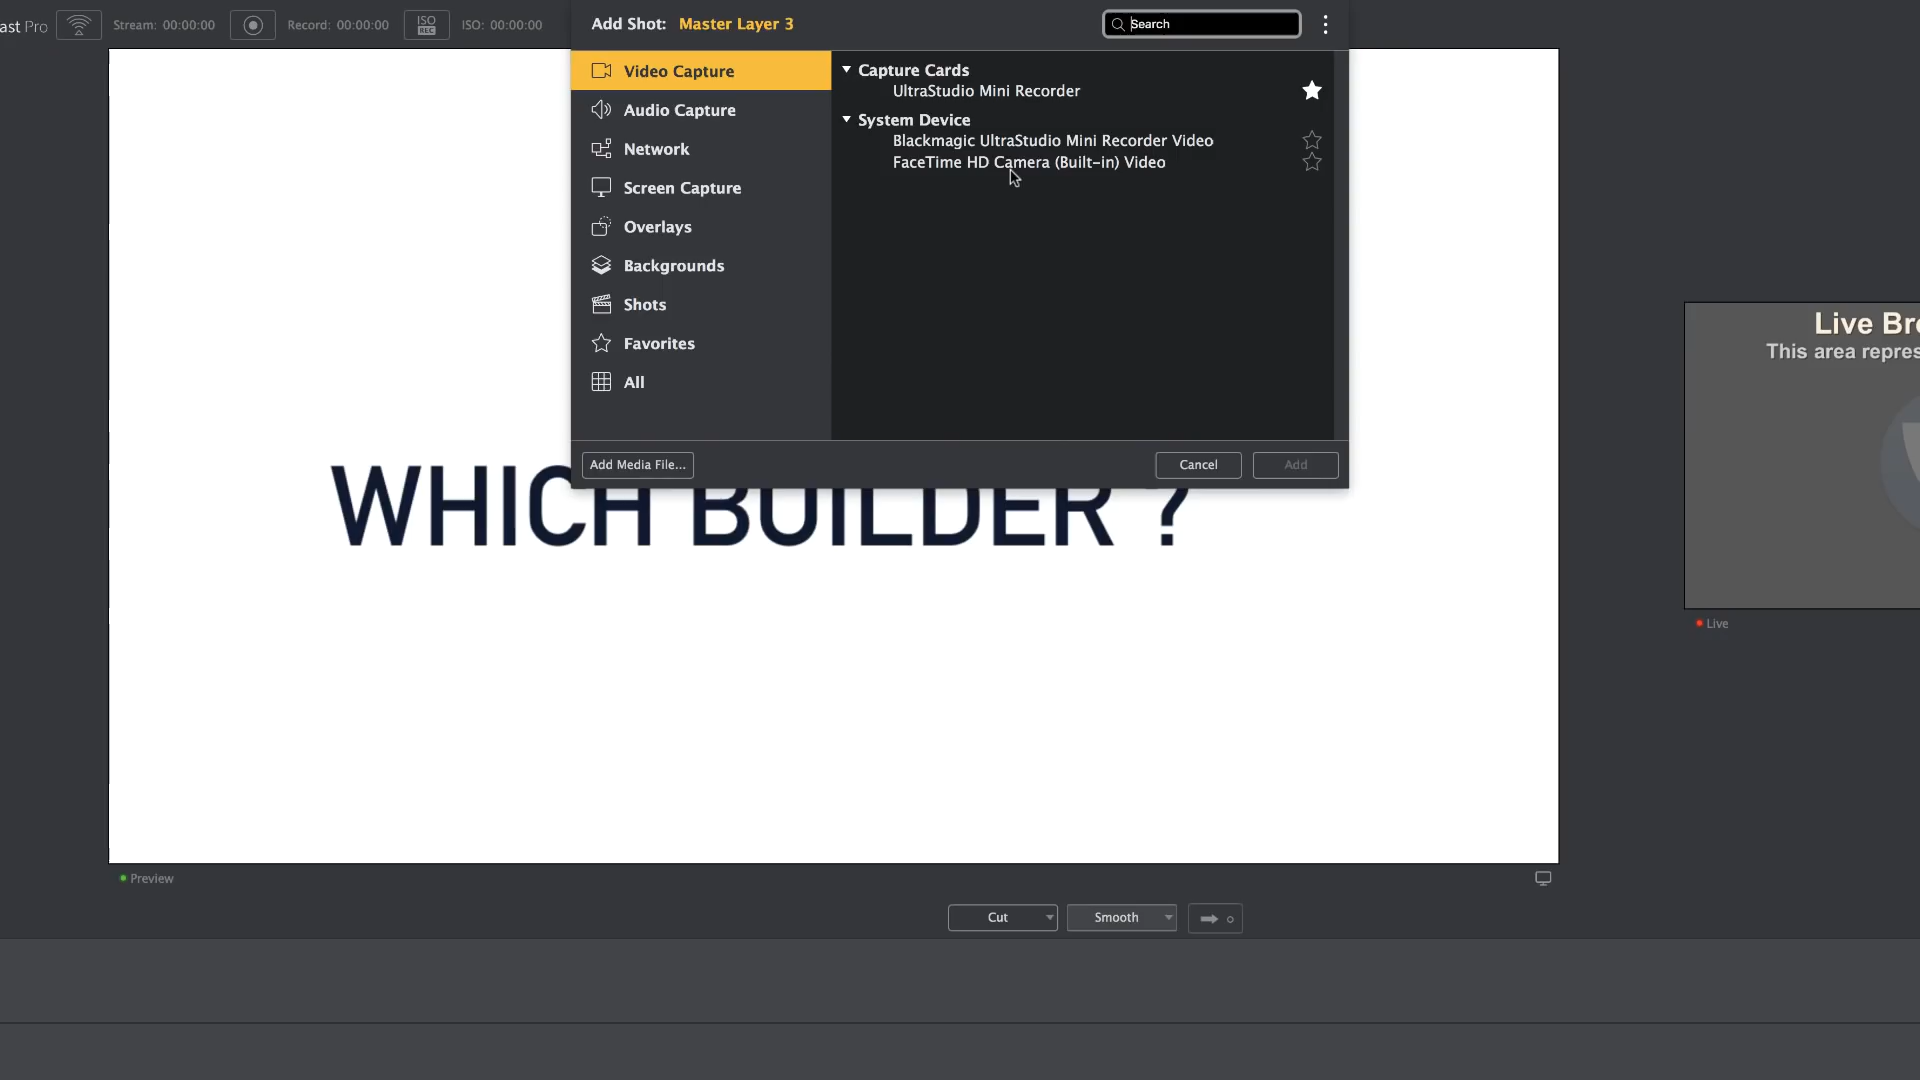 ast Pro
Stream: 00:00:00
Record: 00:00:00
ISO
REC
ISO: 00:00:00
Add Shot: Master Layer 3
Search
Video Capture
Audio Capture
Network
Screen Capture
Overlays
Backgrounds
Shots
Favorites
All
Capture Cards
UltraStudio Mini Recorder
System Device
Blackmagic UltraStudio Mini Recorder Video
FaceTime HD Camera (Built-in) Video
Add Media File...
Cancel
Add
WHICH BUILDER ?
Live Bro
This area repres
Live
Preview
Cut
Smooth